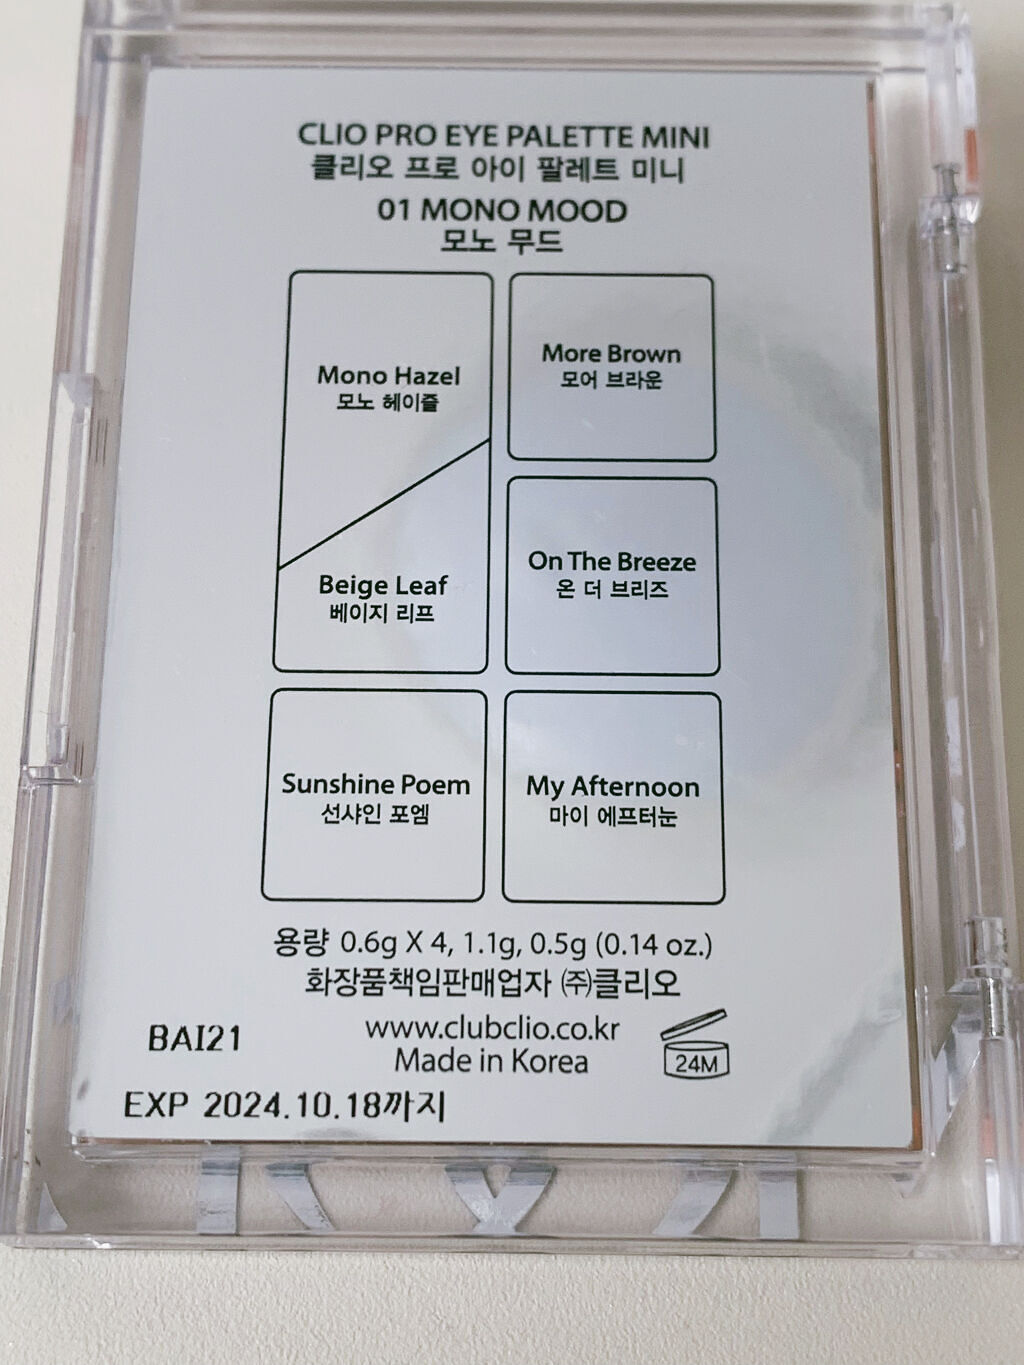 CLIO PRO EYE PALETTE MINI
클리오 프로 아이 팔레트 미니
01 MONO MOOD
모노 무드
Mono Hazel
모노 헤이즐
More Brown
모어 브라운
Beige Leaf
베이지 리프
On The Breeze
온 더 브리즈
Sunshine Poem
선샤인 포엠
My Afternoon
마이 에프터눈
용량 0.6g X 4, 1.1g, 0.5g (0.14 oz.)
화장품책임판매업자 ㈜클리오
www.clubclio.co.kr
BAI21
Made in Korea
24M
EXP 2024.10.18까지